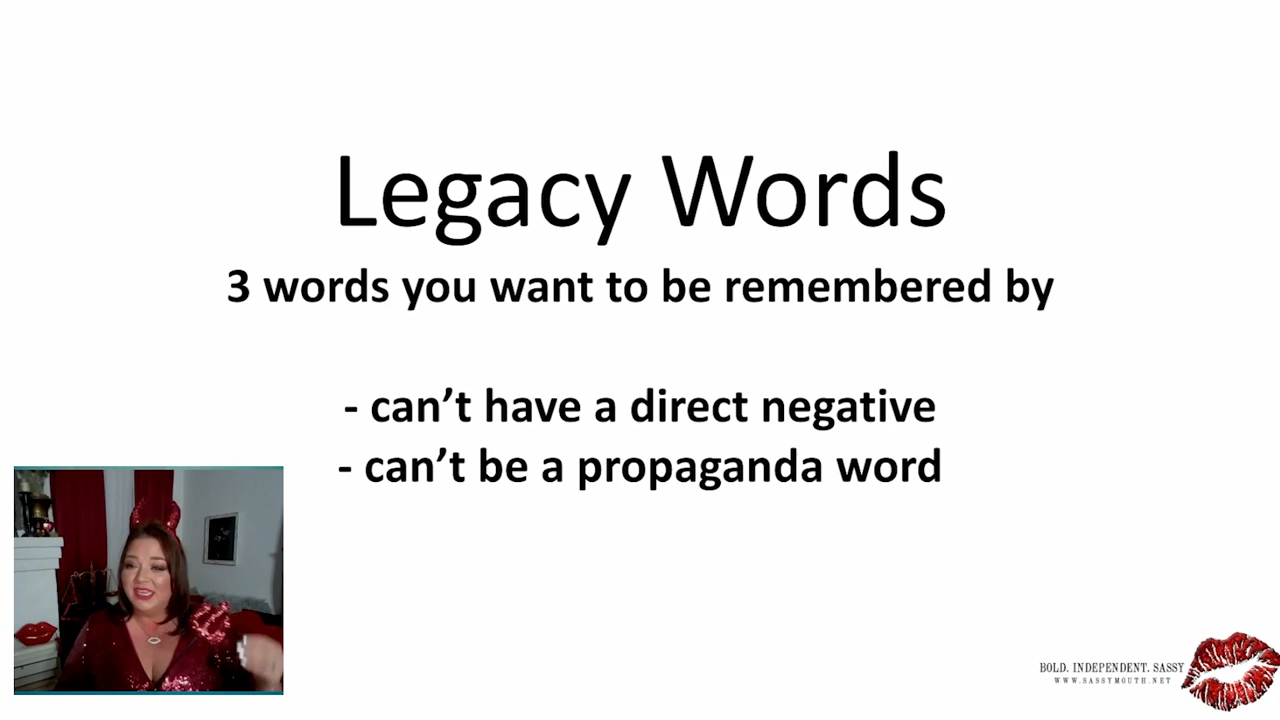 Legacy Words
3 words you want to be remembered by
- can’t have a direct negative
- can’t be a propaganda word
BOLD. INDEPENDENT. SASSY
WWW.SASSYMOUTH.NET